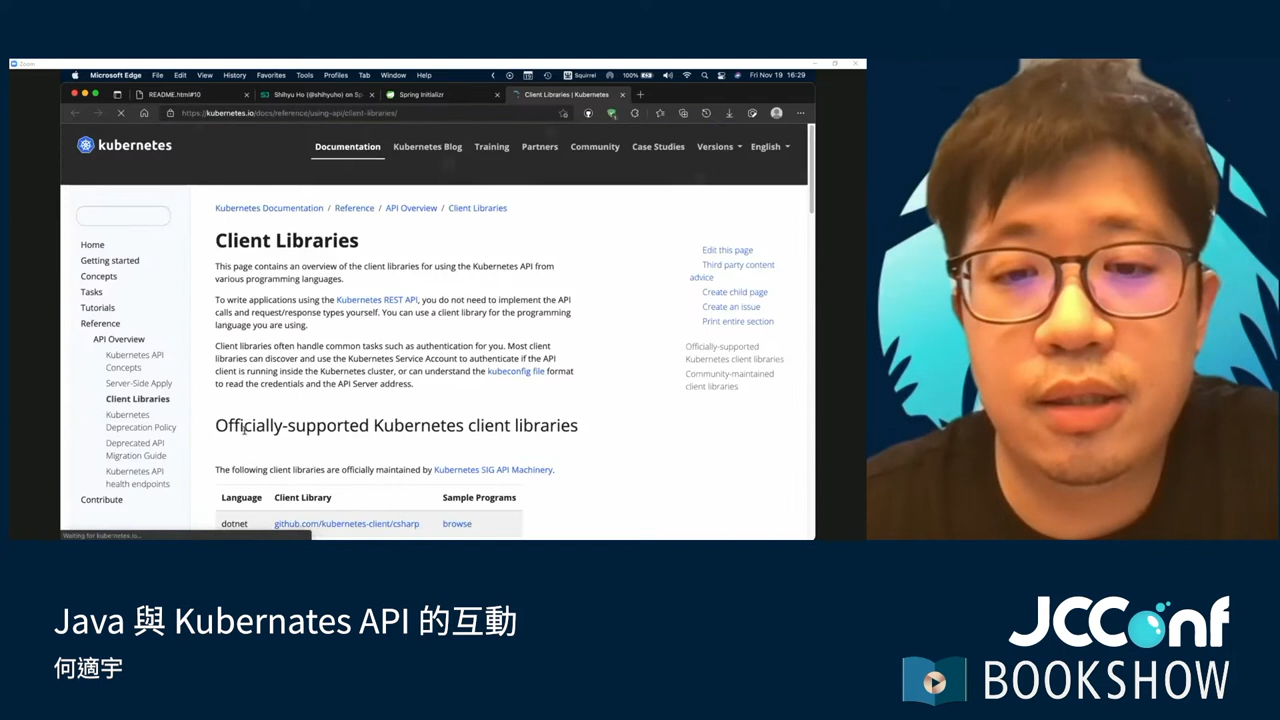 Zoom
Microsoft Edge File Edit View History Favorites Tools Profiles Tab Window Help
Squirrel 100% Fri Nov 19 16:29
README.html#10
Shihyu Ho (@shihyuho) on Sp
Spring Initializr
Client Libraries | Kubernetes
https://kubernetes.io/docs/reference/using-api/client-libraries/
kubernetes
Documentation Kubernetes Blog Training Partners Community Case Studies Versions English
Home
Getting started
Concepts
Tasks
Tutorials
Reference
API Overview
Kubernetes API
Concepts
Server-Side Apply
Client Libraries
Kubernetes
Deprecation Policy
Deprecated API
Migration Guide
Kubernetes API
health endpoints
Contribute
Kubernetes Documentation / Reference / API Overview / Client Libraries
Client Libraries
This page contains an overview of the client libraries for using the Kubernetes API from
various programming languages.
To write applications using the Kubernetes REST API, you do not need to implement the API
calls and request/response types yourself. You can use a client library for the programming
language you are using.
Client libraries often handle common tasks such as authentication for you. Most client
libraries can discover and use the Kubernetes Service Account to authenticate if the API
client is running inside the Kubernetes cluster, or can understand the kubeconfig file format
to read the credentials and the API Server address.
Officially-supported Kubernetes client libraries
The following client libraries are officially maintained by Kubernetes SIG API Machinery.
Language Client Library Sample Programs
dotnet github.com/kubernetes-client/csharp browse
Edit this page
Third party content
advice
Create child page
Create an issue
Print entire section
Officially-supported
Kubernetes client libraries
Community-maintained
client libraries
Waiting for kubernetes.io...
Java 與 Kubernates API 的互動
何適宇
JCConf
BOOKSHOW